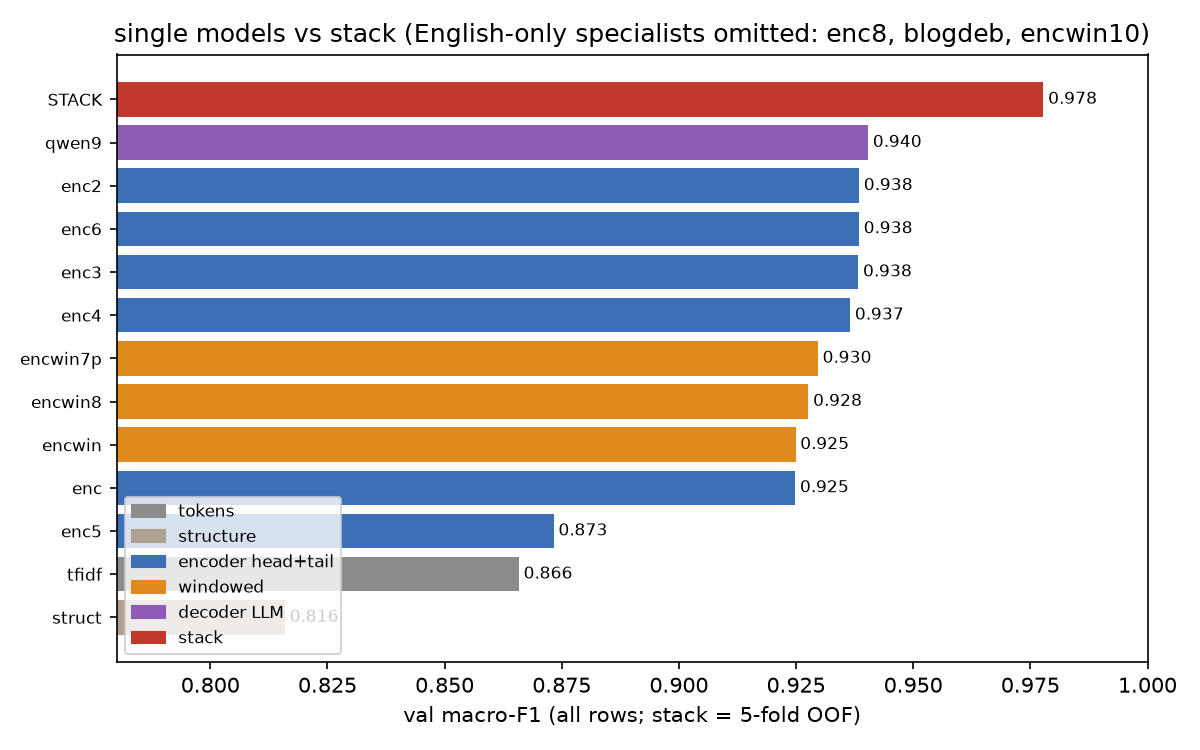 single models vs stack (English-only specialists omitted: enc8, blogdeb, encwin10)
STACK 0.978
qwen9 0.940
enc2 0.938
enc6 0.938
enc3 0.938
enc4 0.937
encwin7p 0.930
encwin8 0.928
encwin 0.925
enc 0.925
enc5 0.873
tfidf 0.866
struct 0.816
tokens
structure
encoder head+tail
windowed
decoder LLM
stack
0.800 0.825 0.850 0.875 0.900 0.925 0.950 0.975 1.000
val macro-F1 (all rows; stack = 5-fold OOF)